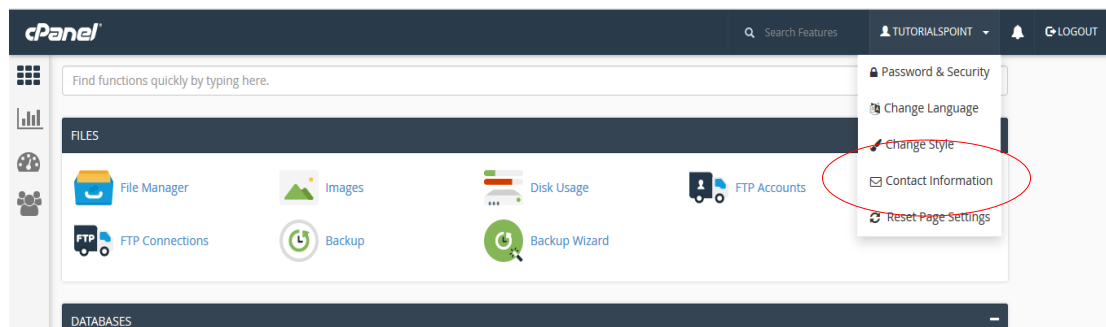 cPanel
Search Features
TUTORIALSPOINT
LOGOUT
Find functions quickly by typing here.
Password & Security
Change Language
Change Style
Contact Information
Reset Page Settings
FILES
File Manager
Images
Disk Usage
FTP Accounts
FTP
FTP Connections
Backup
Backup Wizard
DATABASES